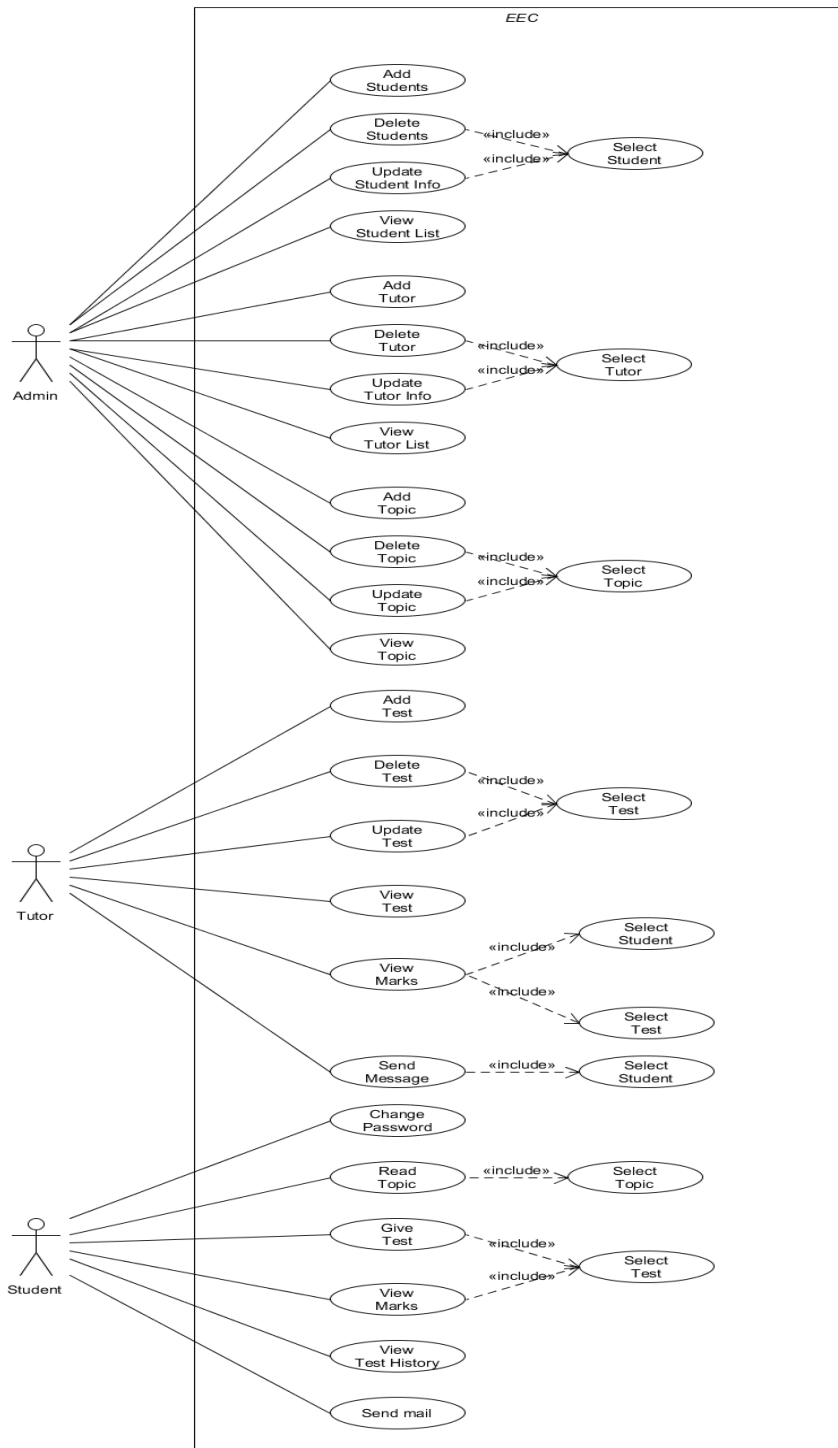 EEC
Add
Students
Delete
Students
«include»
Select
Student
«include»
Update
Student Info
View
Student List
Add
Tutor
Admin
Delete
Tutor
«include»
Select
Tutor
«include»
Update
Tutor Info
View
Tutor List
Add
Topic
Delete
Topic
«include»
Select
Topic
«include»
Update
Topic
View
Topic
Add
Test
Delete
Test
«include»
Select
Test
«include»
Update
Test
Tutor
View
Test
View
Marks
«include»
Select
Student
«include»
Select
Test
Send
Message
«include»
Select
Student
Change
Password
Read
Topic
«include»
Select
Topic
Student
Give
Test
«include»
Select
Test
«include»
View
Marks
View
Test History
Send mail